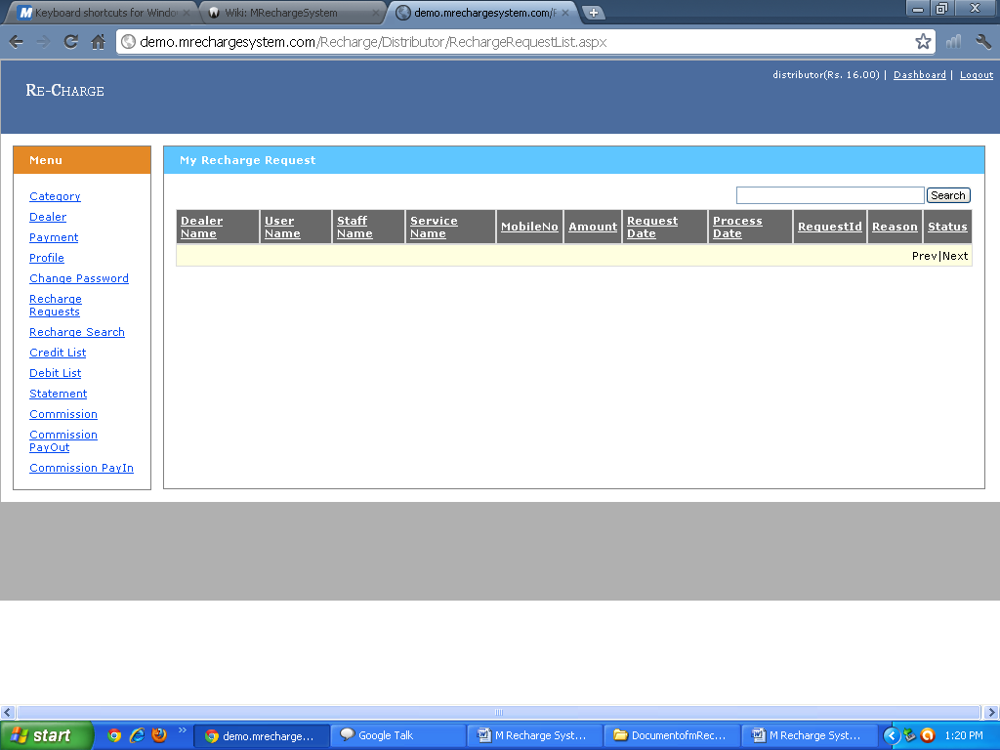 Keyboard shortcuts for Windo
Wiki: MRechargeSystem
demo.mrechargesystem.com/
demo.mrechargesystem.com/Recharge/Distributor/RechargeRequestList.aspx
distributor(Rs. 16.00) | Dashboard | Logout
RE-CHARGE
Menu
Category
Dealer
Payment
Profile
Change Password
Recharge
Requests
Recharge Search
Credit List
Debit List
Statement
Commission
Commission
PayOut
Commission PayIn
My Recharge Request
Search
Dealer Name
User Name
Staff Name
Service Name
MobileNo
Amount
Request Date
Process Date
RequestId
Reason
Status
Prev|Next
start
demo.mrecharge...
Google Talk
M Recharge Syst...
DocumentofmRec...
M Recharge Syst...
1:20 PM